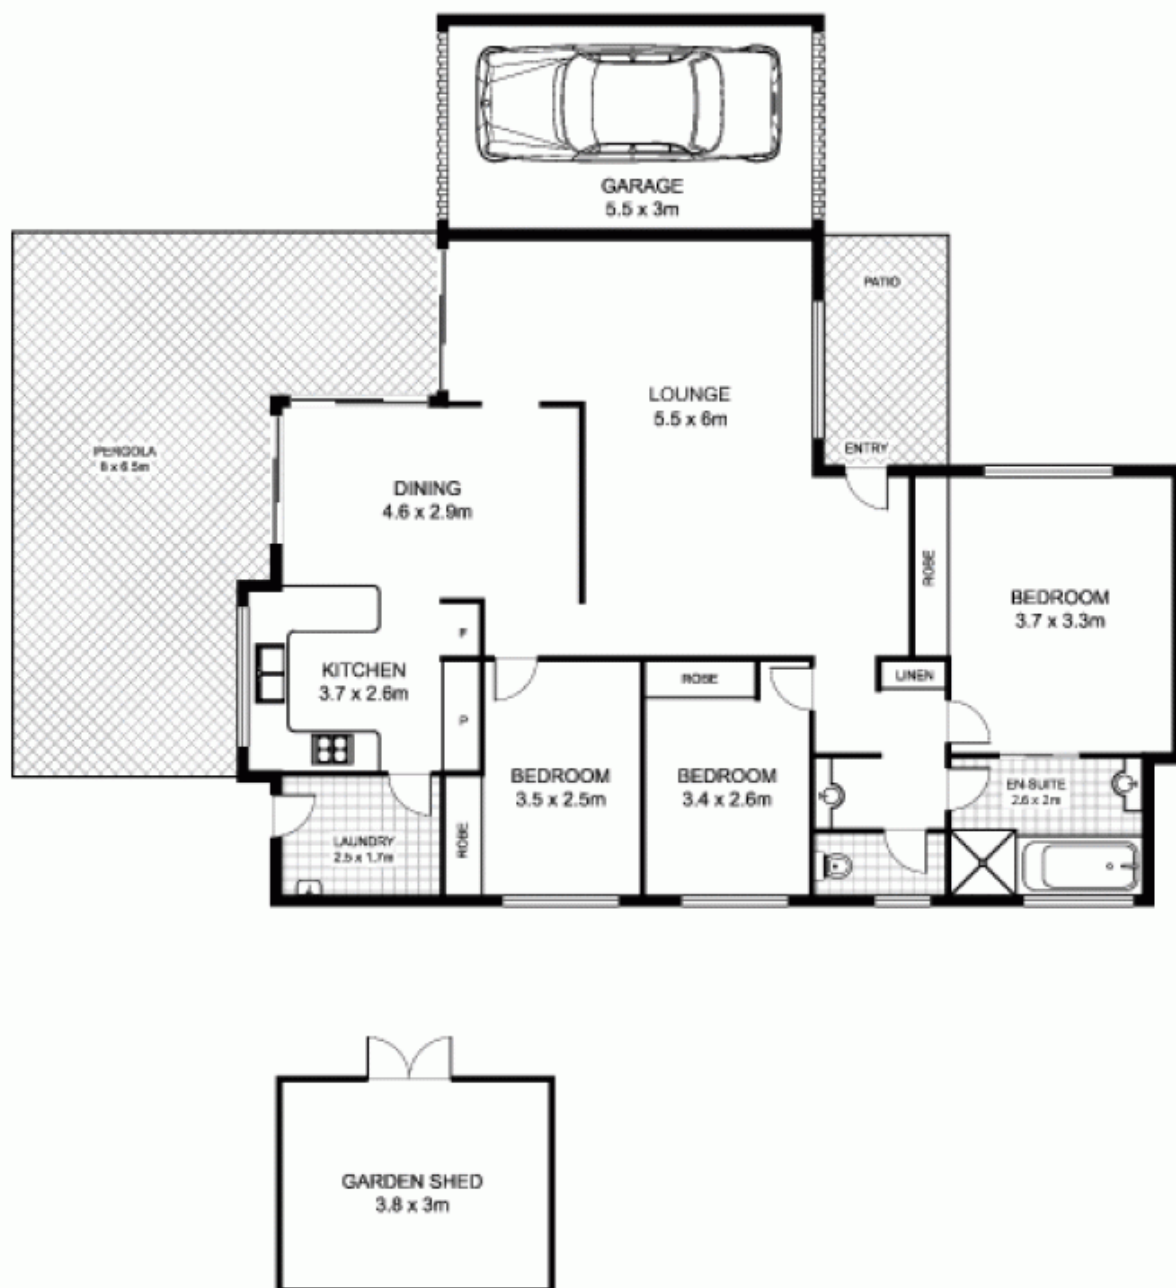 GARAGE
5.5 x 3m
PATIO
LOUNGE
5.5 x 6m
ENTRY
PERGOLA
8 x 6.5m
DINING
4.6 x 2.9m
ROBE
BEDROOM
3.7 x 3.3m
F
KITCHEN
3.7 x 2.6m
P
ROBE
LINEN
BEDROOM
3.5 x 2.5m
BEDROOM
3.4 x 2.6m
EN-SUITE
2.6 x 2m
LAUNDRY
2.5 x 1.7m
ROBE
GARDEN SHED
3.8 x 3m